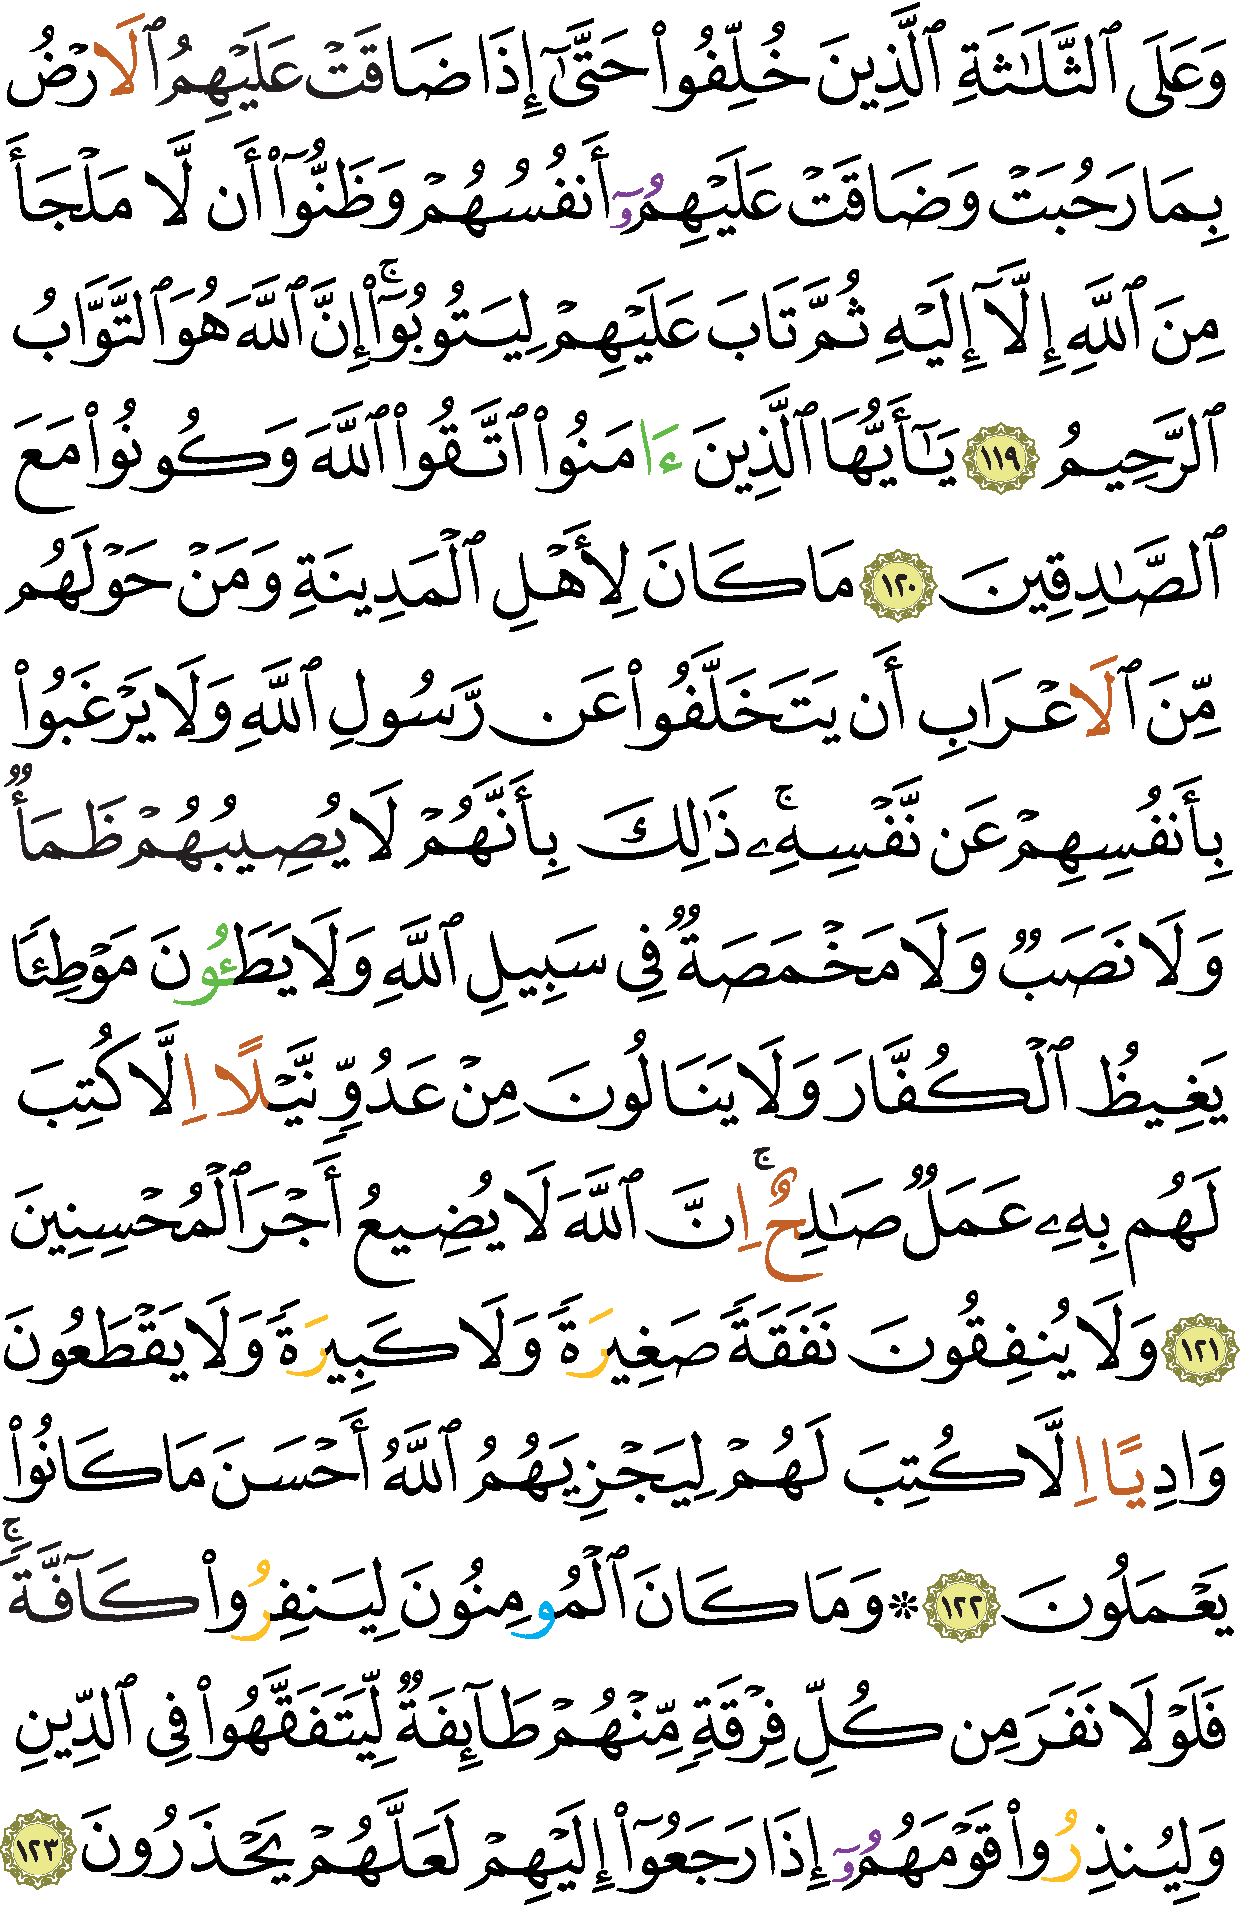 وَعَلَى ٱلثَّلَٰثَةِ ٱلَّذِينَ خُلِّفُواْ حَتَّىٰٓ إِذَا ضَاقَتْ عَلَيْهِمُ ٱلَارْضُ
بِمَا رَحُبَتْ وَضَاقَتْ عَلَيْهِمُۥٓ أَنفُسُهُمْ وَظَنُّوٓاْ أَن لَّا مَلْجَأَ
مِنَ ٱللَّهِ إِلَّآ إِلَيْهِ ثُمَّ تَابَ عَلَيْهِمْ لِيَتُوبُوٓاْۚ إِنَّ ٱللَّهَ هُوَ ٱلتَّوَّابُ
ٱلرَّحِيمُ ١١٩ يَٰٓأَيُّهَا ٱلَّذِينَ ءَامَنُواْ ٱتَّقُواْ ٱللَّهَ وَكُونُواْ مَعَ
ٱلصَّٰدِقِينَ ١٢٠ مَا كَانَ لِأَهْلِ ٱلْمَدِينَةِ وَمَنْ حَوْلَهُم
مِّنَ ٱلَاعْرَابِ أَن يَتَخَلَّفُواْ عَن رَّسُولِ ٱللَّهِ وَلَا يَرْغَبُواْ
بِأَنفُسِهِمْ عَن نَّفْسِهِۦۚ ذَٰلِكَ بِأَنَّهُمْ لَا يُصِيبُهُمْ ظَمَأٌ
وَلَا نَصَبٌ وَلَا مَخْمَصَةٌ فِي سَبِيلِ ٱللَّهِ وَلَا يَطَـُٔونَ مَوْطِئًا
يَغِيظُ ٱلْكُفَّارَ وَلَا يَنَالُونَ مِنْ عَدُوٍّ نَّيْلًا اِلَّا كُتِبَ
لَهُم بِهِۦ عَمَلٌ صَٰلِحٌۚ اِنَّ ٱللَّهَ لَا يُضِيعُ أَجْرَ ٱلْمُحْسِنِينَ
١٢١ وَلَا يُنفِقُونَ نَفَقَةً صَغِيرَةً وَلَا كَبِيرَةً وَلَا يَقْطَعُونَ
وَادِيًا اِلَّا كُتِبَ لَهُمْ لِيَجْزِيَهُمُ ٱللَّهُ أَحْسَنَ مَا كَانُواْ
يَعْمَلُونَ ١٢٢ ۞ وَمَا كَانَ ٱلْمُومِنُونَ لِيَنفِرُواْ كَآفَّةًۚ
فَلَوْلَا نَفَرَ مِن كُلِّ فِرْقَةٍ مِّنْهُمْ طَآئِفَةٌ لِّيَتَفَقَّهُواْ فِي ٱلدِّينِ
وَلِيُنذِرُواْ قَوْمَهُمُۥٓ إِذَا رَجَعُوٓاْ إِلَيْهِمْ لَعَلَّهُمْ يَحْذَرُونَ ١٢٣